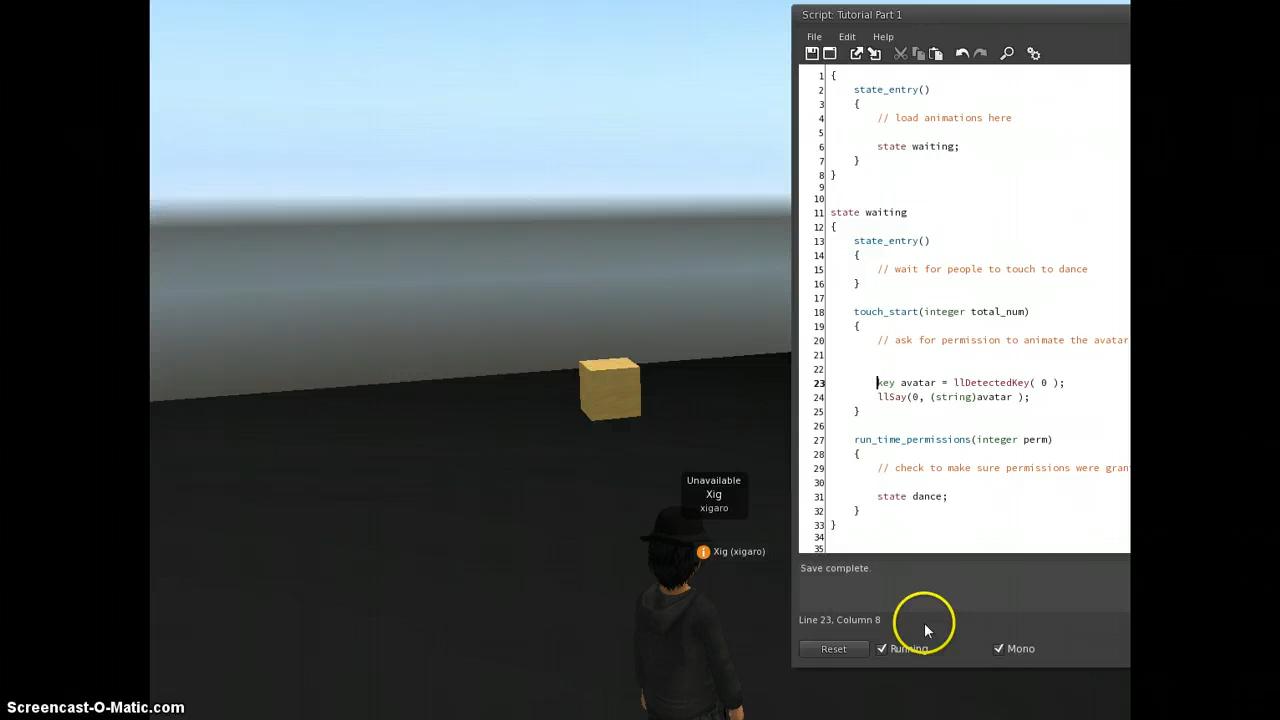 Script: Tutorial Part 1
File Edit Help
1 {
2 state_entry()
3 {
4 // load animations here
5
6 state waiting;
7 }
8 }
9
10
11 state waiting
12 {
13 state_entry()
14 {
15 // wait for people to touch to dance
16 }
17
18 touch_start(integer total_num)
19 {
20 // ask for permission to animate the avatar
21
22
23 key avatar = llDetectedKey( 0 );
24 llSay(0, (string)avatar );
25 }
26
27 run_time_permissions(integer perm)
28 {
29 // check to make sure permissions were gran
30
31 state dance;
32 }
33 }
34
35
Unavailable
Xig
xigaro
Xig (xigaro)
Save complete.
Line 23, Column 8
Reset Running Mono
Screencast-O-Matic.com